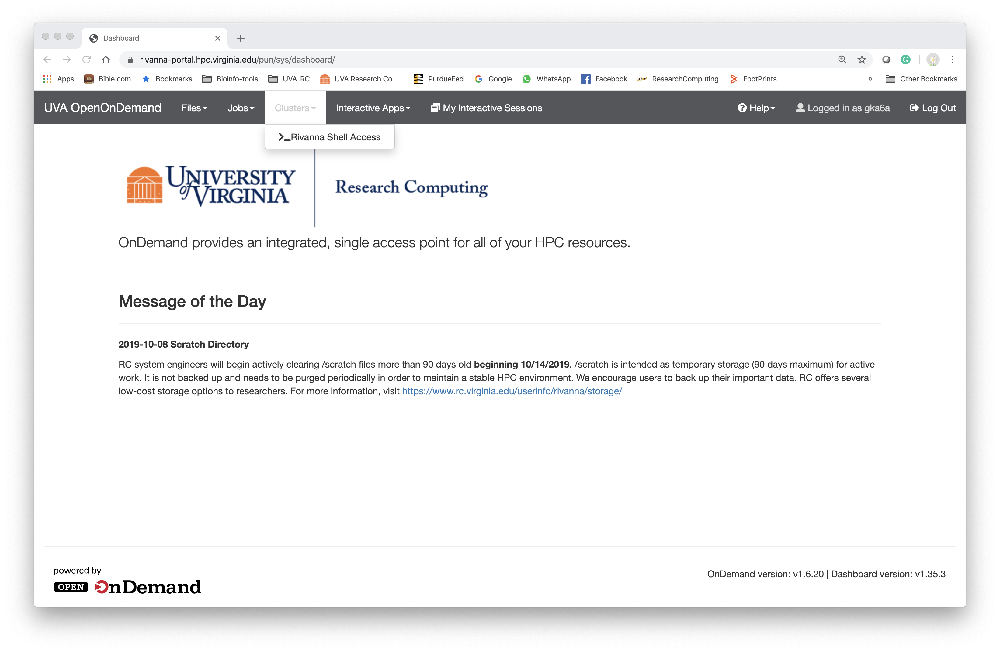 Dashboard
rivanna-portal.hpc.virginia.edu/pun/sys/dashboard/
Apps Bible.com Bookmarks Bioinfo-tools UVA_RC UVA Research Co... PurdueFed Google WhatsApp Facebook ResearchComputing FootPrints » Other Bookmarks
UVA OpenOnDemand Files Jobs Clusters Interactive Apps My Interactive Sessions Help Logged in as gka6a Log Out
>_Rivanna Shell Access
UNIVERSITY of VIRGINIA
Research Computing
OnDemand provides an integrated, single access point for all of your HPC resources.
Message of the Day
2019-10-08 Scratch Directory
RC system engineers will begin actively clearing /scratch files more than 90 days old beginning 10/14/2019. /scratch is intended as temporary storage (90 days maximum) for active
work. It is not backed up and needs to be purged periodically in order to maintain a stable HPC environment. We encourage users to back up their important data. RC offers several
low-cost storage options to researchers. For more information, visit https://www.rc.virginia.edu/userinfo/rivanna/storage/
powered by
OPEN OnDemand
OnDemand version: v1.6.20 | Dashboard version: v1.35.3